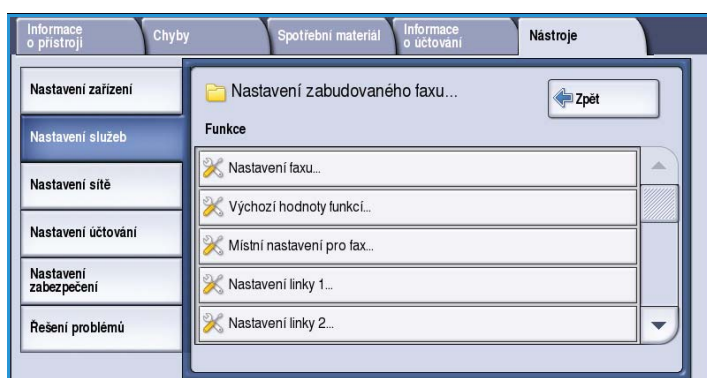 Informace
o přístroji
Chyby
Spotřební materiál
Informace
o účtování
Nástroje
Nastavení zařízení
Nastavení služeb
Nastavení sítě
Nastavení účtování
Nastavení
zabezpečení
Řešení problémů
Nastavení zabudovaného faxu...
Zpět
Funkce
Nastavení faxu...
Výchozí hodnoty funkcí...
Místní nastavení pro fax...
Nastavení linky 1...
Nastavení linky 2...